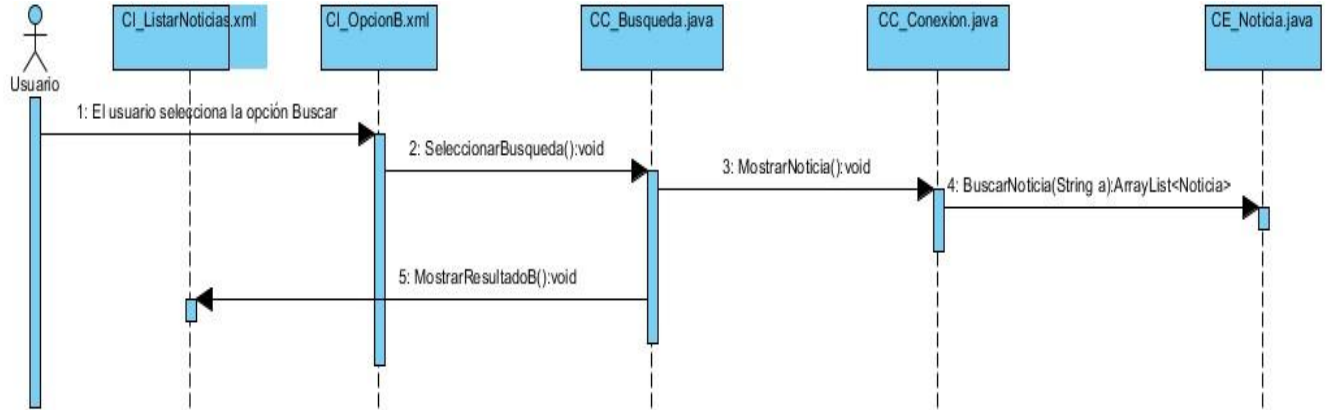 CI_ListarNoticias.xml
CI_OpcionB.xml
CC_Busqueda.java
CC_Conexion.java
CE_Noticia.java
Usuario
1: El usuario selecciona la opción Buscar
2: SeleccionarBusqueda():void
3: MostrarNoticia():void
4: BuscarNoticia(String a):ArrayList<Noticia>
5: MostrarResultadoB():void